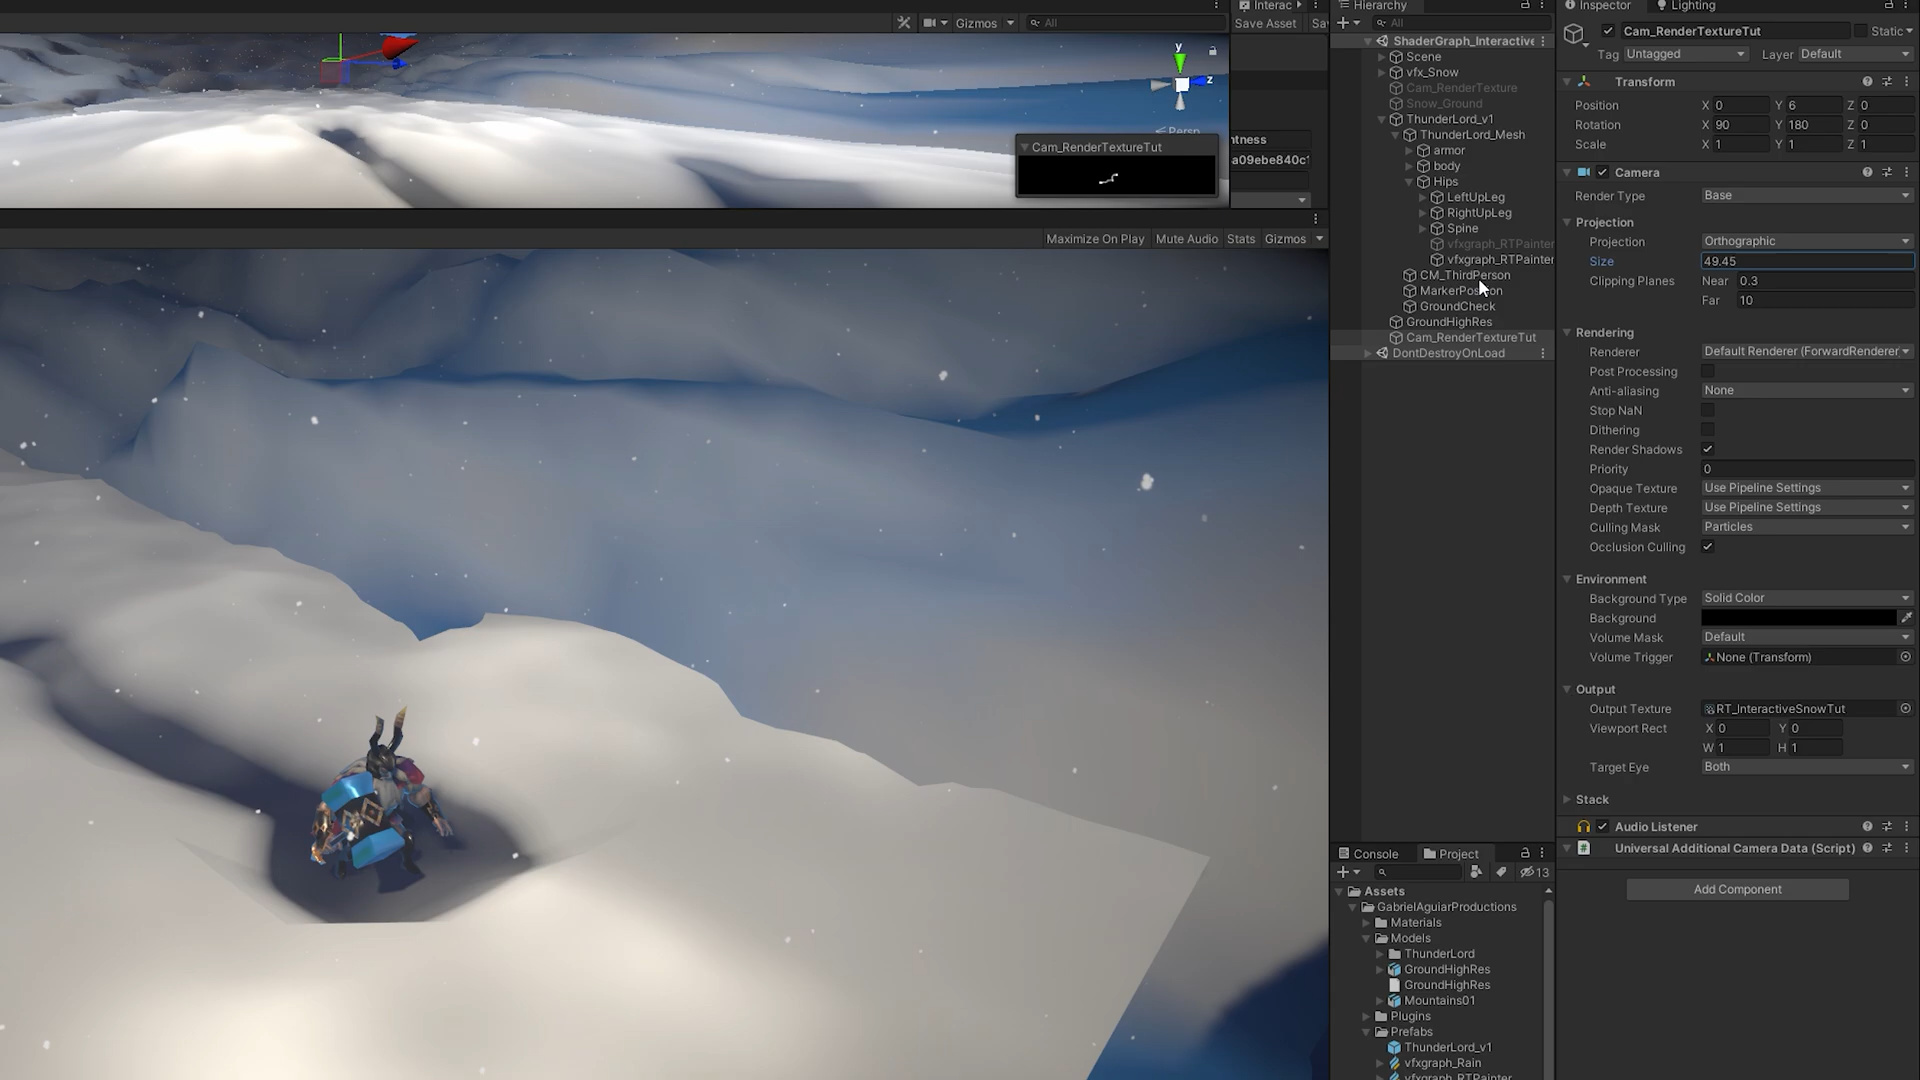 Gizmos
All
y
z
Persp
Cam_RenderTextureTut
Interac
Save Asset
Sa
ntness
a09ebe840c1
Maximize On Play
Mute Audio
Stats
Gizmos
Hierarchy
All
ShaderGraph_Interactive
Scene
vfx_Snow
Cam_RenderTexture
Snow_Ground
ThunderLord_v1
ThunderLord_Mesh
armor
body
Hips
LeftUpLeg
RightUpLeg
Spine
vfxgraph_RTPainter
vfxgraph_RTPainter
CM_ThirdPerson
GroundCheck
GroundHighRes
Cam_RenderTextureTut
DontDestroyOnLoad
Console Project
13
Assets
GabrielAguiarProductions
Materials
Models
ThunderLord
GroundHighRes
GroundHighRes
Mountains01
Plugins
Prefabs
ThunderLord_v1
vfxgraph_Rain
vfxgraph_RTPainter
Inspector Lighting
Cam_RenderTextureTut Static
Tag Untagged Layer Default
Transform
Position X 0 Y 6 Z 0
Rotation X 90 Y 180 Z 0
Scale X 1 Y 1 Z 1
Camera
Render Type Base
Projection
Projection Orthographic
Size 49.45
Clipping Planes Near 0.3
Far 10
Rendering
Renderer Default Renderer (ForwardRenderer
Post Processing
Anti-aliasing None
Stop NaN
Dithering
Render Shadows
Priority 0
Opaque Texture Use Pipeline Settings
Depth Texture Use Pipeline Settings
Culling Mask Particles
Occlusion Culling
Environment
Background Type Solid Color
Background
Volume Mask Default
Volume Trigger None (Transform)
Output
Output Texture RT_InteractiveSnowTut
Viewport Rect X 0 Y 0
W 1 H 1
Target Eye Both
Stack
Audio Listener
Universal Additional Camera Data (Script)
Add Component